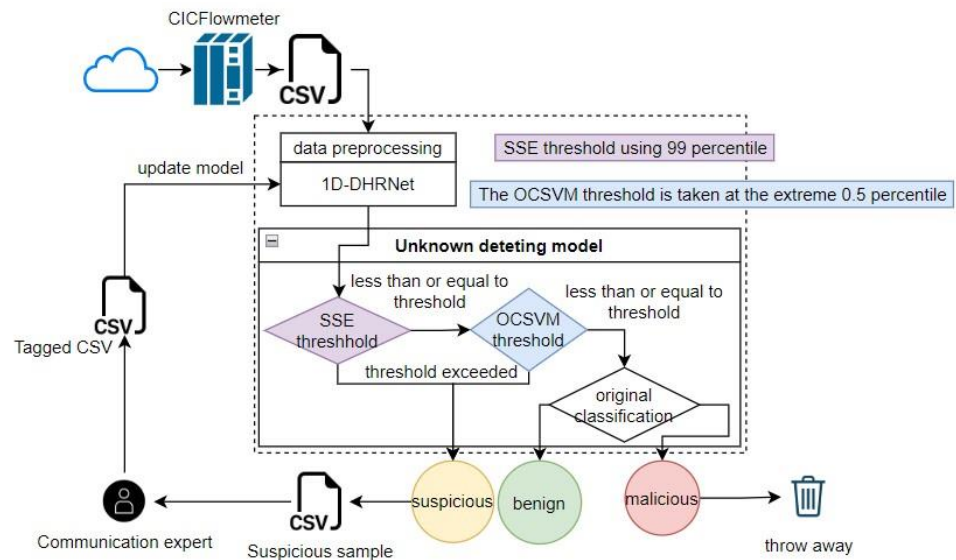 CICFlowmeter
CSV
data preprocessing
1D-DHRNet
SSE threshold using 99 percentile
update model
The OCSVM threshold is taken at the extreme 0.5 percentile
Unknown deteting model
less than or equal to
threshold
less than or equal to
threshold
SSE
threshhold
OCSVM
threshold
CSV
Tagged CSV
threshold exceeded
original
classification
suspicious
benign
malicious
CSV
Communication expert
Suspicious sample
throw away